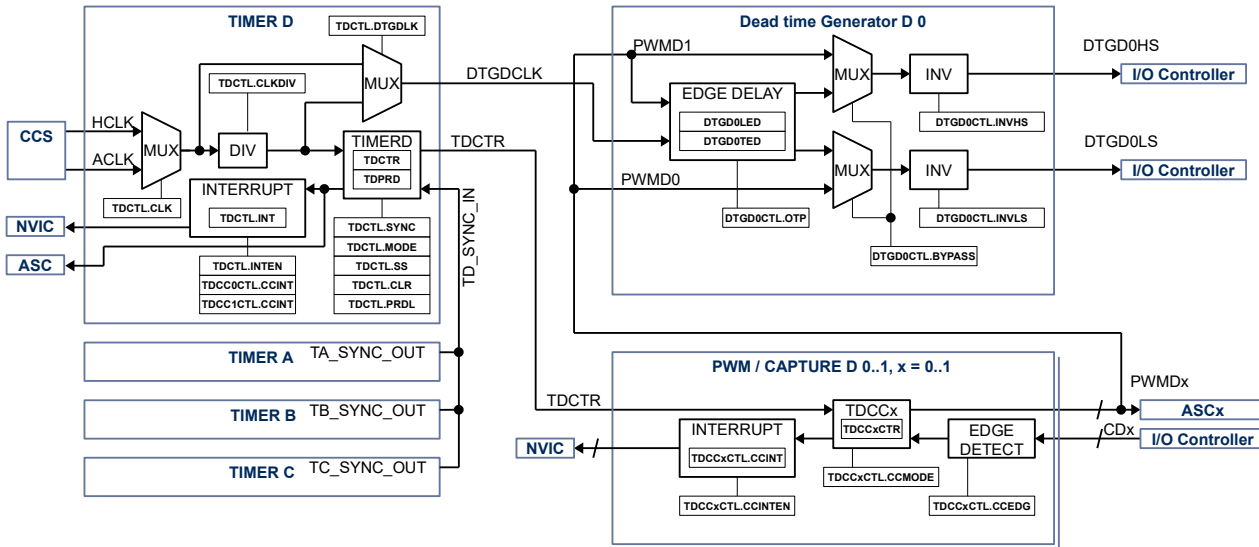 TIMER D
TDCTL.DTGDLK
MUX
TDCTL.CLKDIV
CCS
HCLK
ACLK
MUX
DIV
TIMERD
TDCTR
TDPRD
TDCTR
TDCTL.CLK
INTERRUPT
TDCTL.INT
NVIC
ASC
TDCTL.INTEN
TDCC0CTL.CCINT
TDCC1CTL.CCINT
TDCTL.SYNC
TDCTL.MODE
TDCTL.SS
TDCTL.CLR
TDCTL.PRDL
TD_SYNC_IN
TIMER A
TA_SYNC_OUT
TIMER B
TB_SYNC_OUT
TIMER C
TC_SYNC_OUT
DTGDCLK
Dead time Generator D 0
PWMD1
EDGE DELAY
DTGD0LED
DTGD0TED
PWMD0
DTGD0CTL.OTP
MUX
INV
DTGD0CTL.INVHS
MUX
INV
DTGD0CTL.INVLS
DTGD0CTL.BYPASS
DTGD0HS
I/O Controller
DTGD0LS
I/O Controller
PWM / CAPTURE D 0..1, x = 0..1
TDCTR
TDCCx
TDCCxCTR
PWMDx
ASCx
NVIC
INTERRUPT
TDCCxCTL.CCINT
EDGE
DETECT
CDx
I/O Controller
TDCCxCTL.CCMODE
TDCCxCTL.CCINTEN
TDCCxCTL.CCEDG